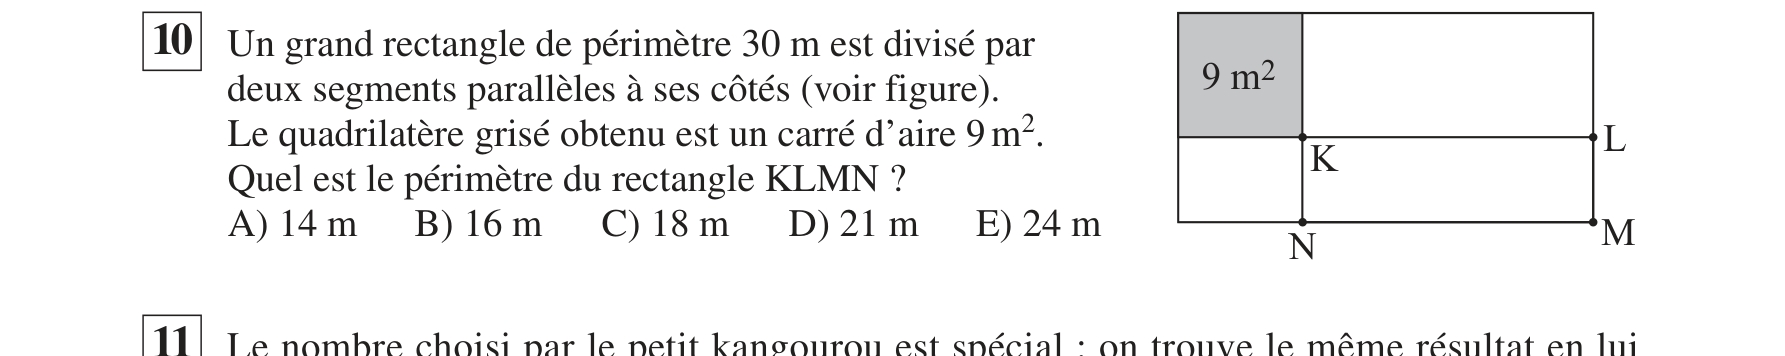 10 Un grand rectangle de périmètre 30 m est divisé par
deux segments parallèles à ses côtés (voir figure).
Le quadrilatère grisé obtenu est un carré d’aire 9 m².
Quel est le périmètre du rectangle KLMN ?
A) 14 m B) 16 m C) 18 m D) 21 m E) 24 m
9 m²
K
L
N
M
11 Le nombre choisi par le petit kangourou est spécial : on trouve le même résultat en lui